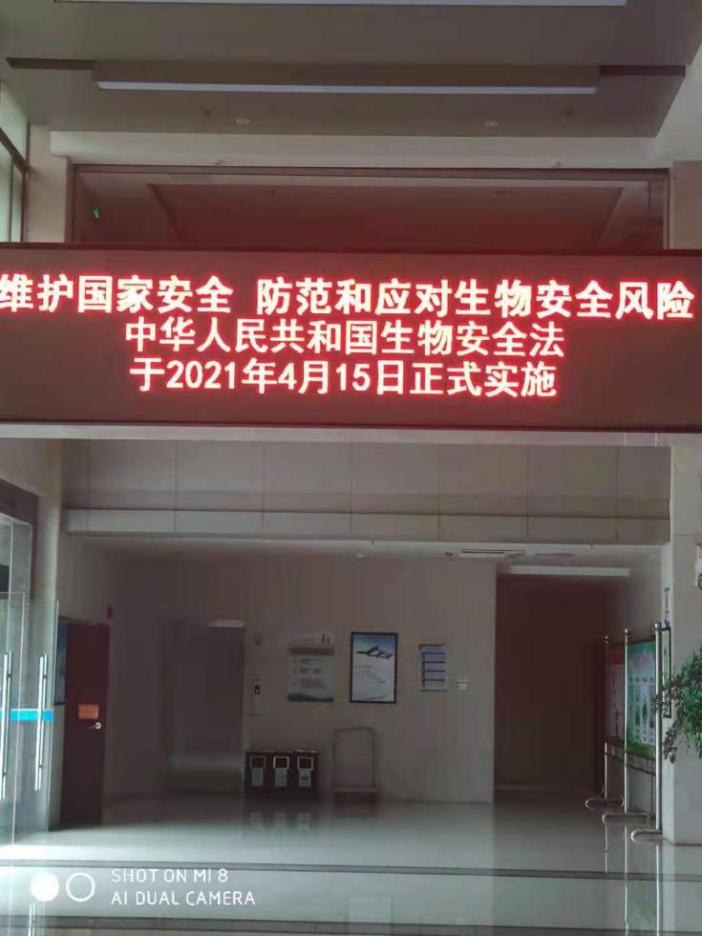 维护国家安全 防范和应对生物安全风险
中华人民共和国生物安全法
于2021年4月15日正式实施
SHOT ON MI 8
AI DUAL CAMERA